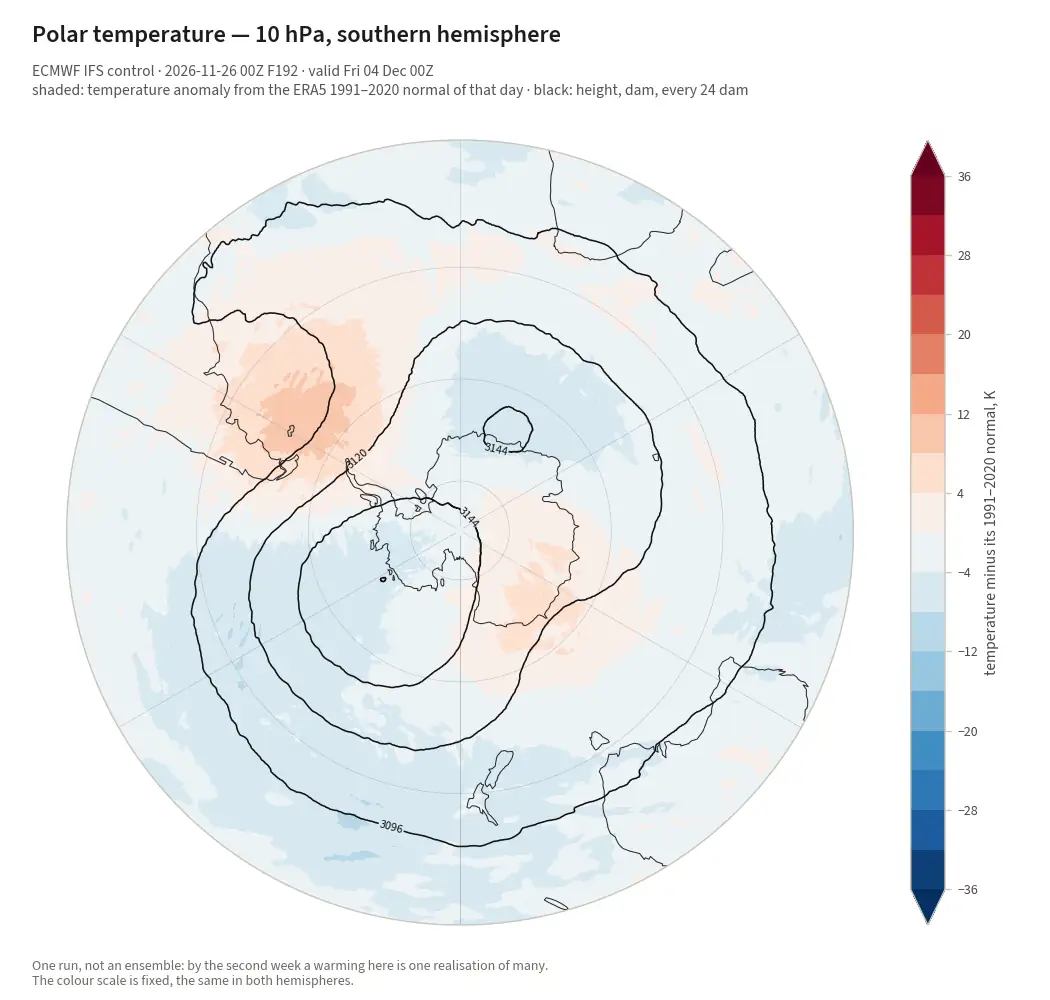 Polar temperature — 10 hPa, southern hemisphere
ECMWF IFS control · 2026-11-26 00Z F192 · valid Fri 04 Dec 00Z
shaded: temperature anomaly from the ERA5 1991–2020 normal of that day · black: height, dam, every 24 dam
36
28
20
12
4
−4
−12
−20
−28
−36
temperature minus its 1991–2020 normal, K
3144
3120
3144
3096
One run, not an ensemble: by the second week a warming here is one realisation of many.
The colour scale is fixed, the same in both hemispheres.